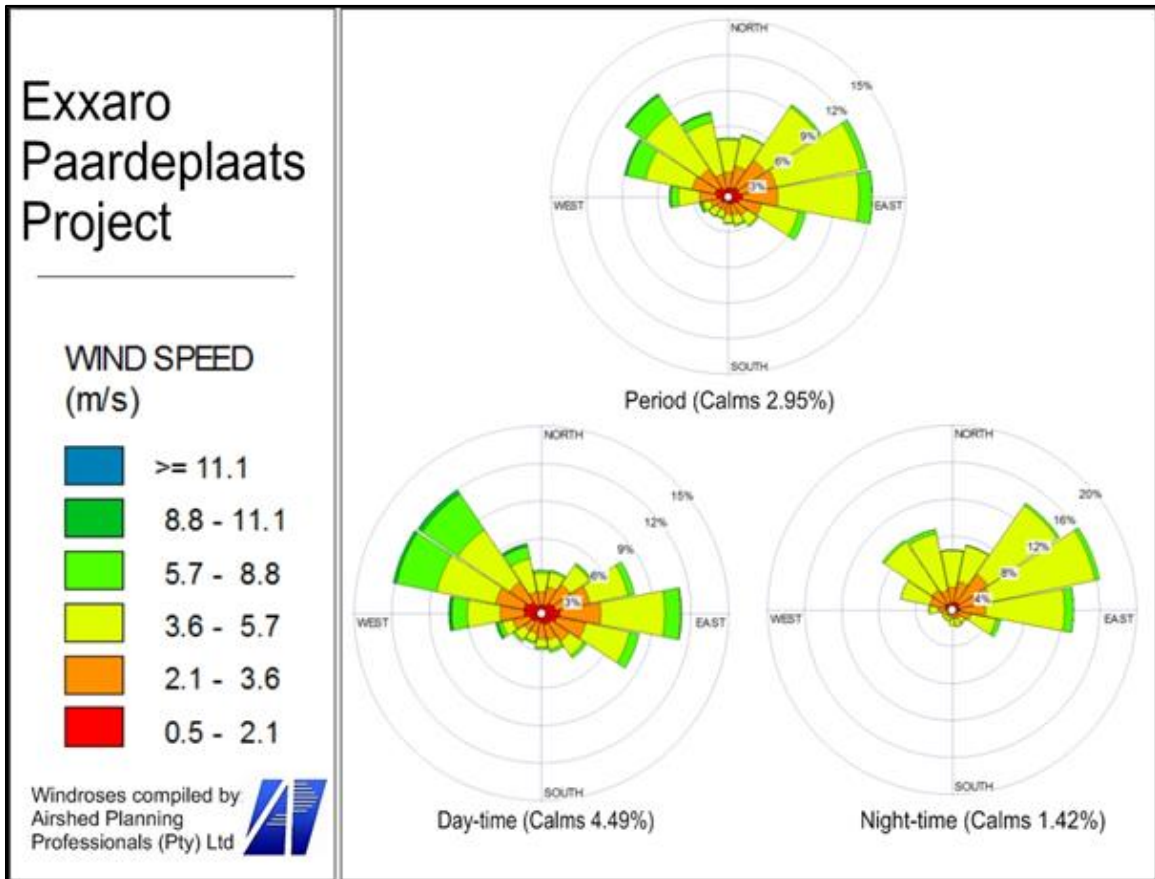 Exxaro
Paardeplaats
Project
WIND SPEED
(m/s)
>= 11.1
8.8 - 11.1
5.7 - 8.8
3.6 - 5.7
2.1 - 3.6
0.5 - 2.1
Windroses compiled by
Airshed Planning
Professionals (Pty) Ltd
NORTH
15%
12%
9%
6%
3%
WEST
EAST
SOUTH
Period (Calms 2.95%)
NORTH
15%
12%
9%
6%
3%
WEST
EAST
SOUTH
Day-time (Calms 4.49%)
NORTH
20%
16%
12%
8%
4%
WEST
EAST
SOUTH
Night-time (Calms 1.42%)